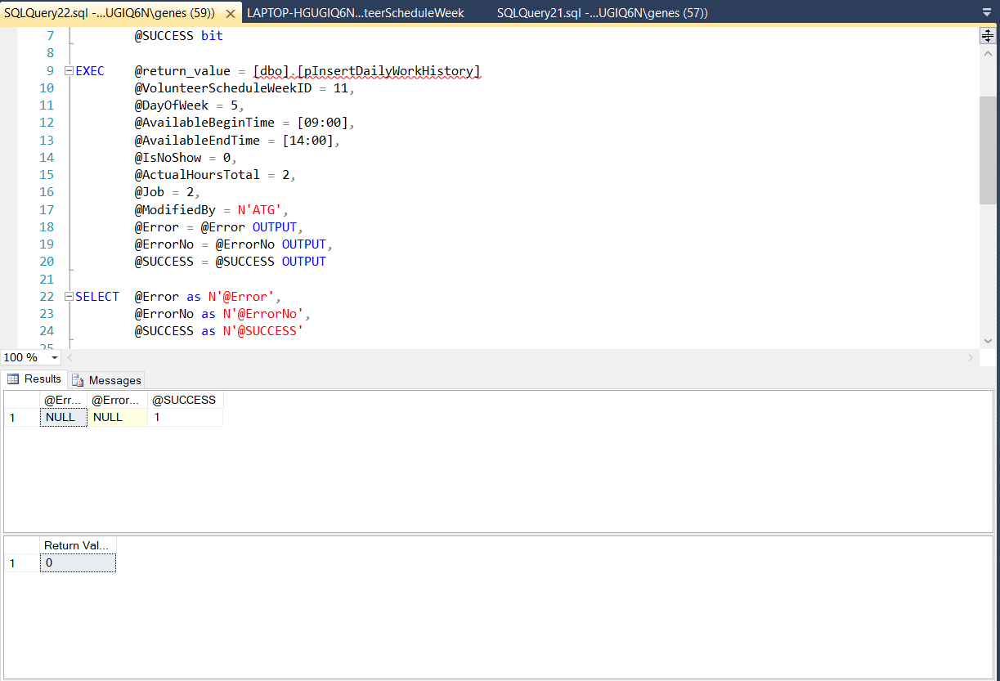 SQLQuery22.sql -...UGIQ6N\genes (59)) LAPTOP-HGUGIQ6N...teerScheduleWeek SQLQuery21.sql -...UGIQ6N\genes (57))
7 @SUCCESS bit
8
9 EXEC @return_value = [dbo].[pInsertDailyWorkHistory]
10 @VolunteerScheduleWeekID = 11,
11 @DayOfWeek = 5,
12 @AvailableBeginTime = [09:00],
13 @AvailableEndTime = [14:00],
14 @IsNoShow = 0,
15 @ActualHoursTotal = 2,
16 @Job = 2,
17 @ModifiedBy = N'ATG',
18 @Error = @Error OUTPUT,
19 @ErrorNo = @ErrorNo OUTPUT,
20 @SUCCESS = @SUCCESS OUTPUT
21
22 SELECT @Error as N'@Error',
23 @ErrorNo as N'@ErrorNo',
24 @SUCCESS as N'@SUCCESS'
25
100 %
Results Messages
@Err... @Error... @SUCCESS
1 NULL NULL 1
Return Val...
1 0